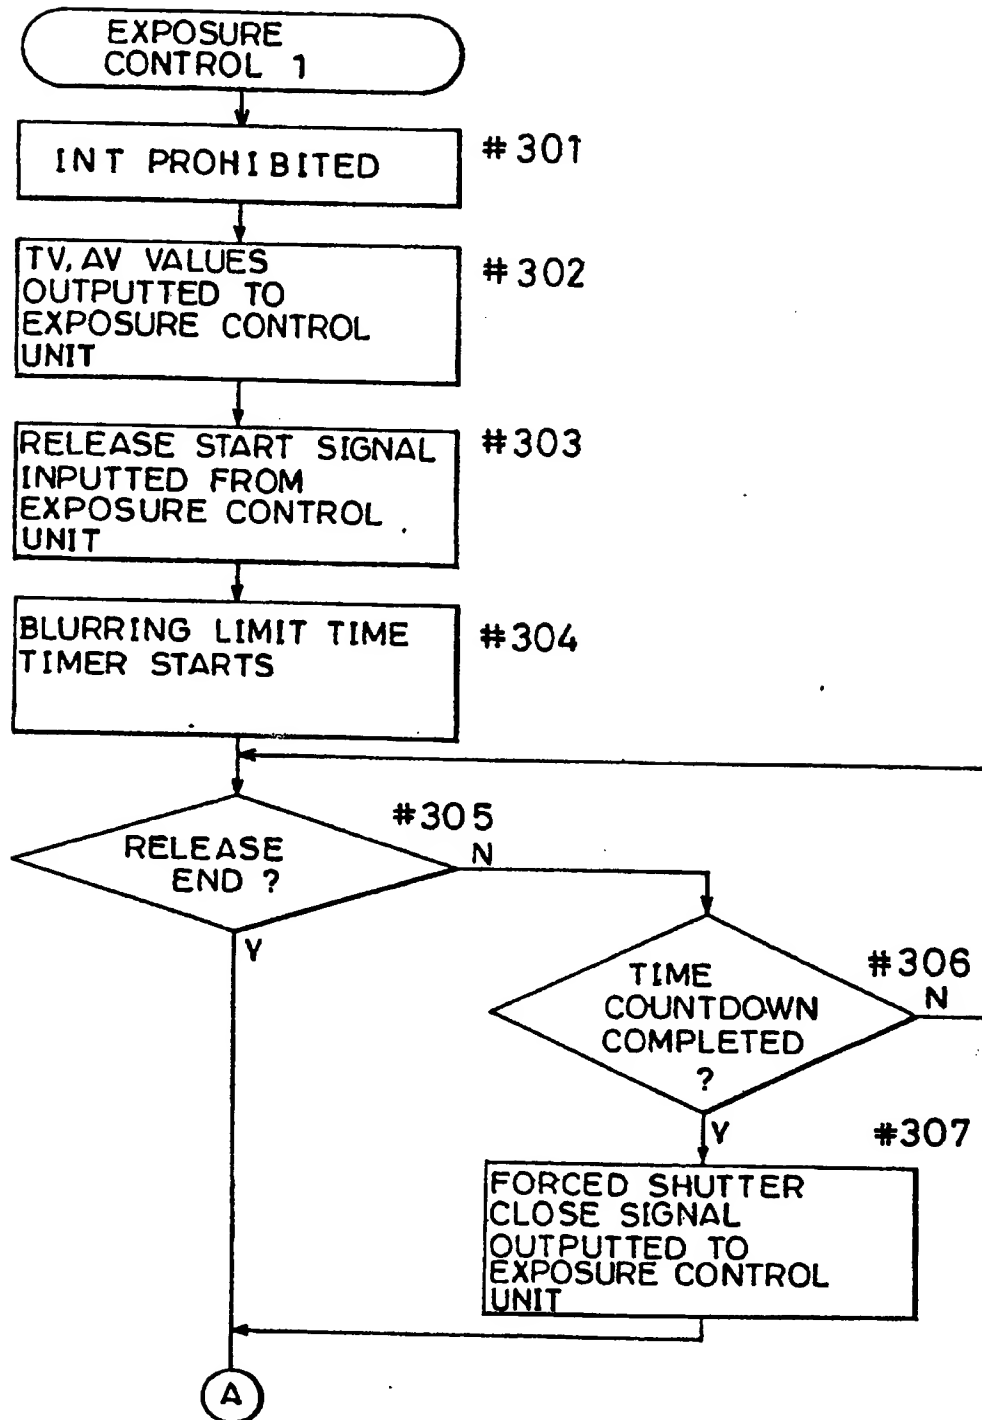 EXPOSURE
CONTROL 1
INT PROHIBITED
#301
TV, AV VALUES
OUTPUTTED TO
EXPOSURE CONTROL
UNIT
#302
RELEASE START SIGNAL
INPUTTED FROM
EXPOSURE CONTROL
UNIT
#303
BLURRING LIMIT TIME
TIMER STARTS
#304
RELEASE
END ?
#305
N
Y
TIME
COUNTDOWN
COMPLETED
?
#306
N
Y
#307
FORCED SHUTTER
CLOSE SIGNAL
OUTPUTTED TO
EXPOSURE CONTROL
UNIT
A